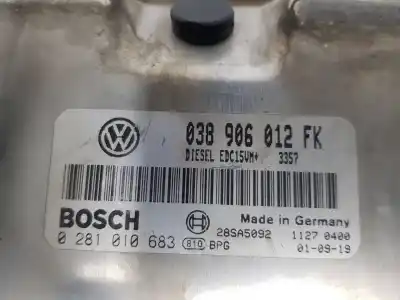 038 906 012 FK
DIESEL EDC15VM+ 3357
BOSCH
Made in Germany
28SA5092 1127 0400
0 281 010 683 810 BPG 01-09-19